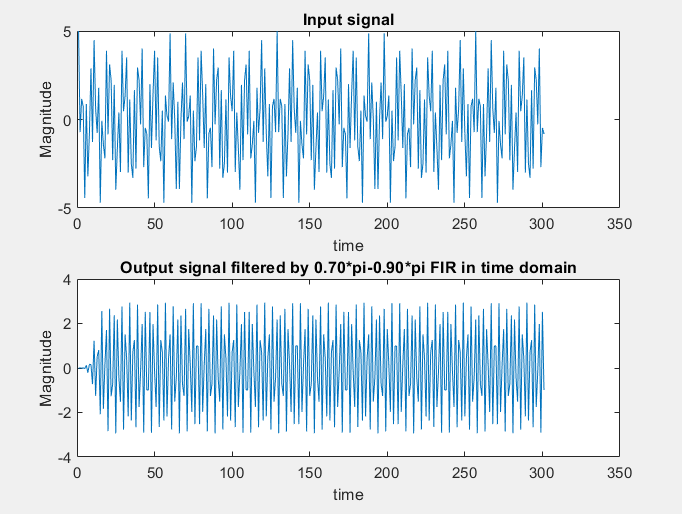 Input signal
5
0
-5
Magnitude
0 50 100 150 200 250 300 350
time
Output signal filtered by 0.70*pi-0.90*pi FIR in time domain
4
2
0
-2
-4
Magnitude
0 50 100 150 200 250 300 350
time